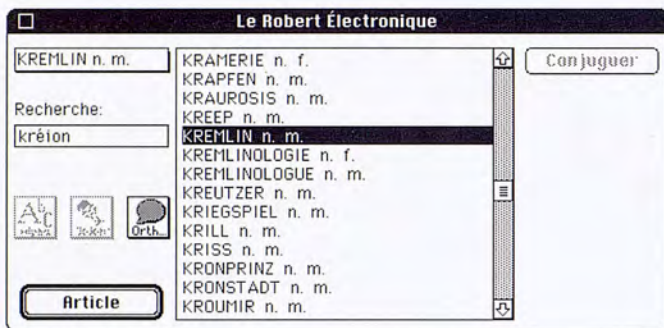 Le Robert Électronique
KREMLIN n. m.
Recherche:
kréion
Orth...
Article
KRAMERIE n. f.
KRAPFEN n. m.
KRAUROSIS n. m.
KREEP n. m.
KREMLIN n. m.
KREMLINOLOGIE n. f.
KREMLINOLOGUE n. m.
KREUTZER n. m.
KRIEGSPIEL n. m.
KRILL n. m.
KRISS n. m.
KRONPRINZ n. m.
KRONSTADT n. m.
KROUMIR n. m.
Conjuguer